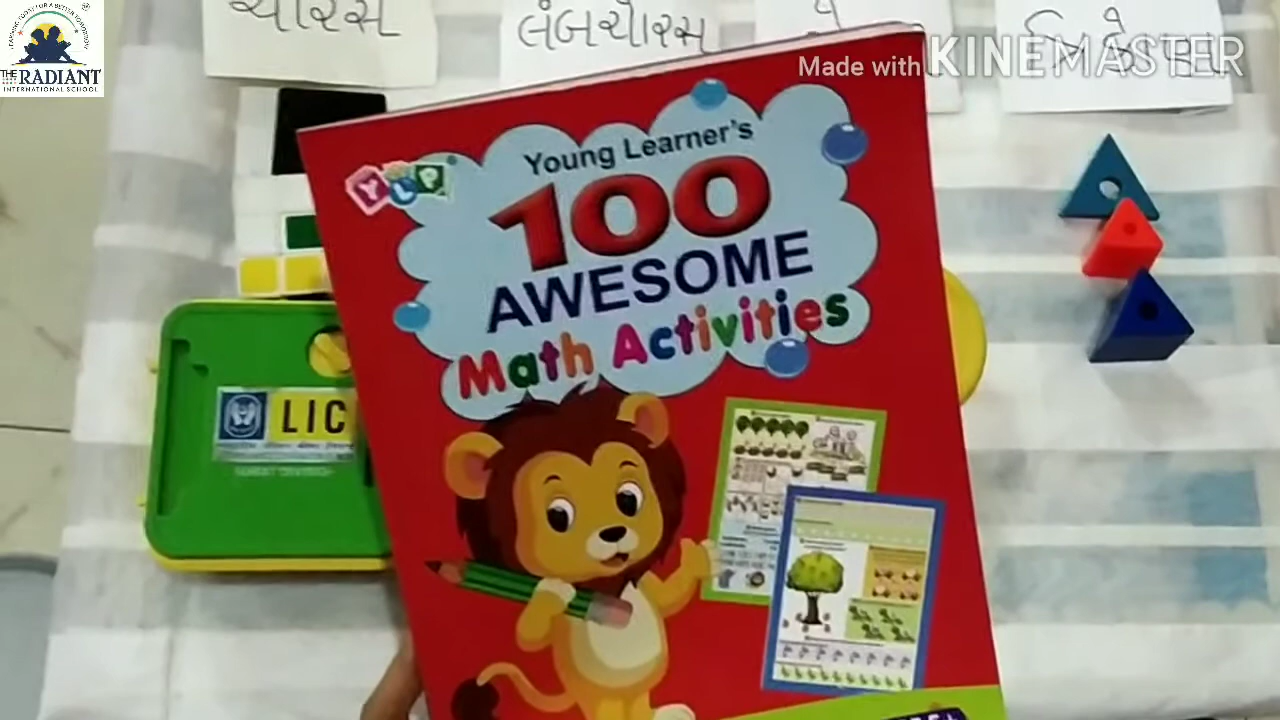 ચોરસ
લંબચોરસ
Made with KINEMASTER
THE RADIANT
INTERNATIONAL SCHOOL
YLP
Young Learner's
100
AWESOME
Math Activities
LIC